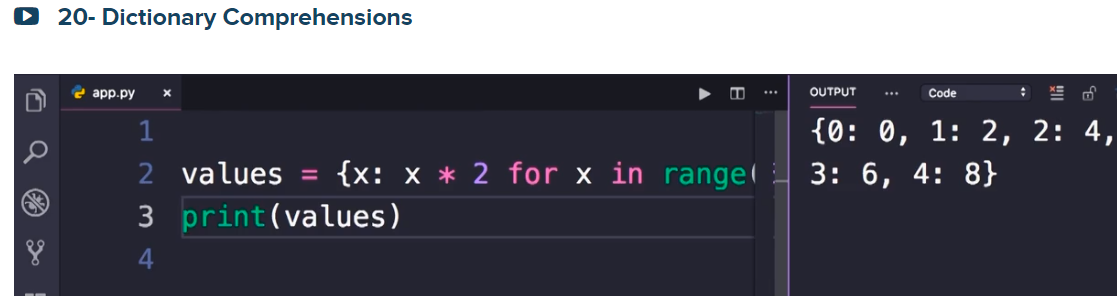 20- Dictionary Comprehensions
app.py x
OUTPUT ... Code
1
2 values = {x: x * 2 for x in range(
3 print(values)
4
{0: 0, 1: 2, 2: 4,
3: 6, 4: 8}